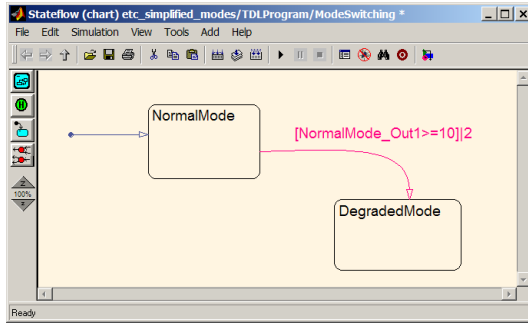 Stateflow (chart) etc_simplified_modes/TDLProgram/ModeSwitching *
File Edit Simulation View Tools Add Help
NormalMode
[NormalMode_Out1>=10]|2
DegradedMode
Z
100%
Ready